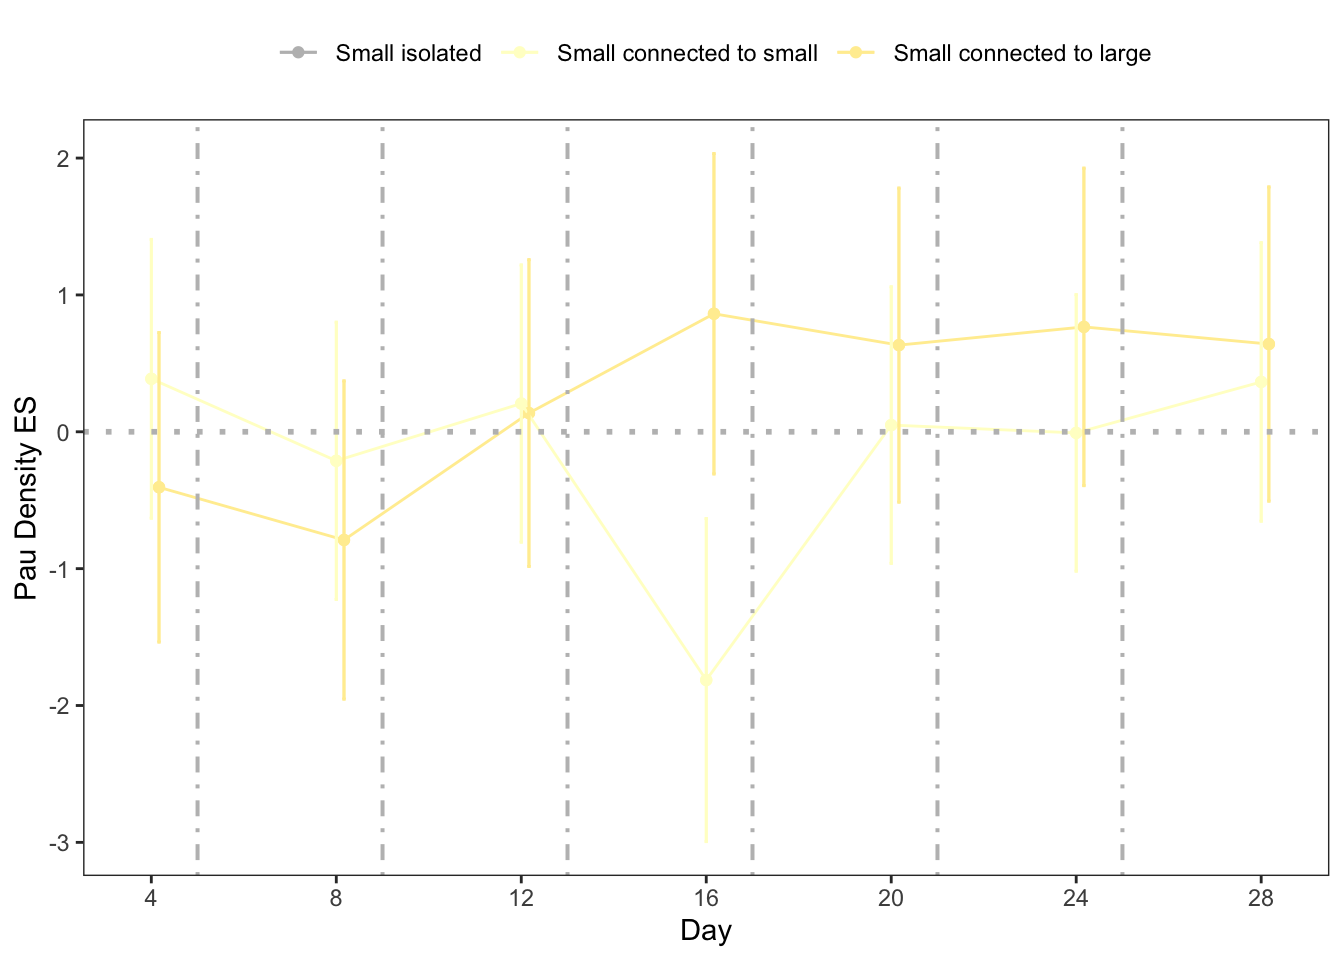 Small isolated Small connected to small Small connected to large
2
1
0
-1
-2
-3
Pau Density ES
4 8 12 16 20 24 28
Day